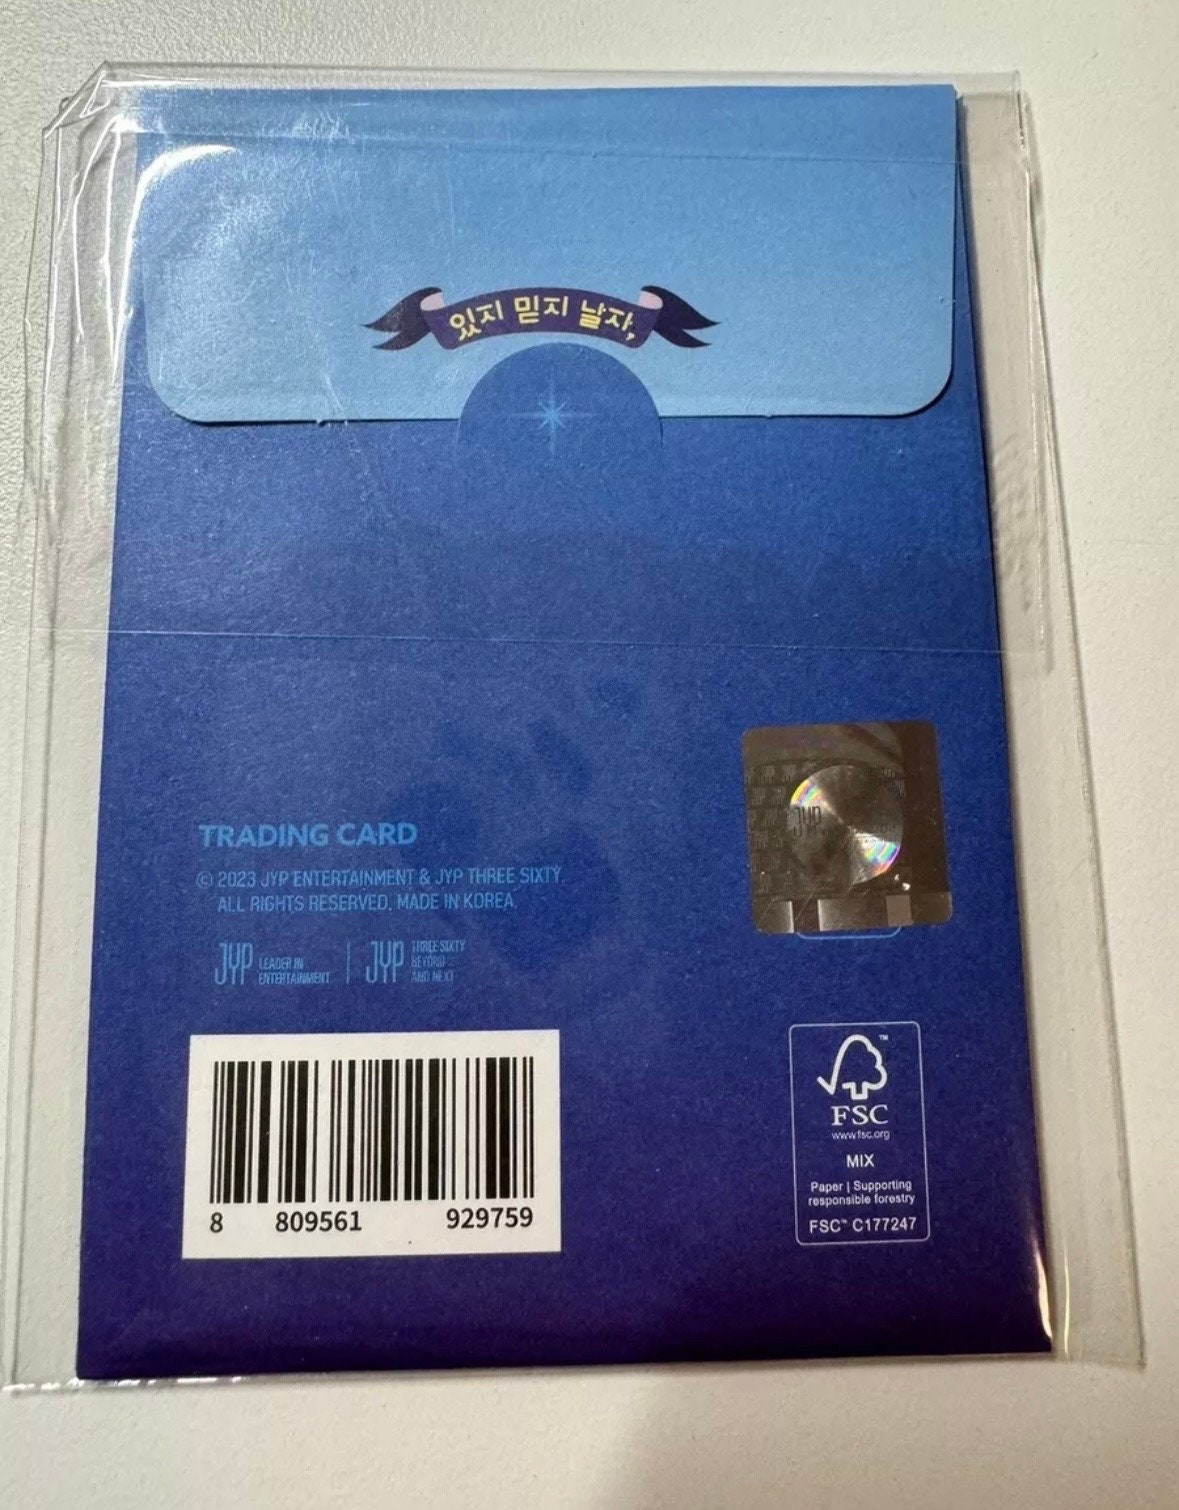 있지 믿지 날자,
TRADING CARD
© 2023 JYP ENTERTAINMENT & JYP THREE SIXTY.
ALL RIGHTS RESERVED. MADE IN KOREA.
JYP LEADER IN ENTERTAINMENT | JYP THREE SIXTY BEYOND AND NEXT
JYP
8 809561 929759
FSC™
www.fsc.org
MIX
Paper | Supporting
responsible forestry
FSC™ C177247